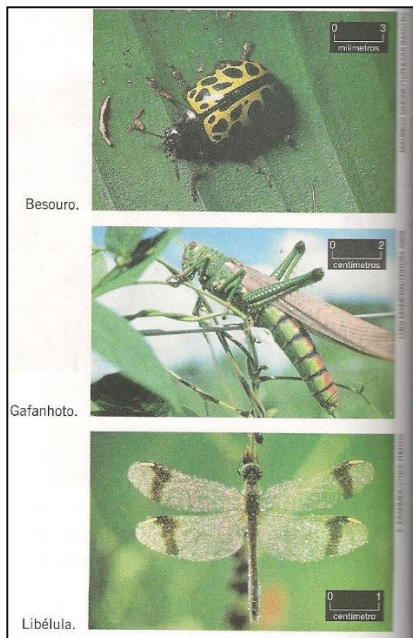 0 3
milímetros
Besouro.
0 2
centímetros
Gafanhoto.
0 1
centímetro
Libélula.